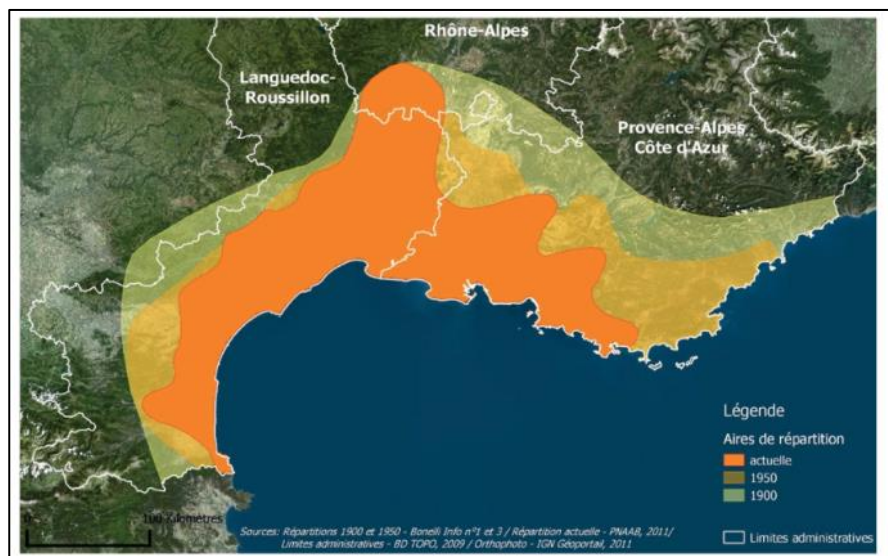 Rhône-Alpes
Languedoc-
Roussillon
Provence-Alpes
Côte d'Azur
Légende
Aires de répartition
actuelle
1950
1900
Limites administratives
0 100 Kilomètres
Sources: Répartitions 1900 et 1950 - Bonelli Info n°1 et 3 / Répartition actuelle - PNAAB, 2011/
Limites administratives - BD TOPO, 2009 / Orthophoto - IGN Géoportail, 2011